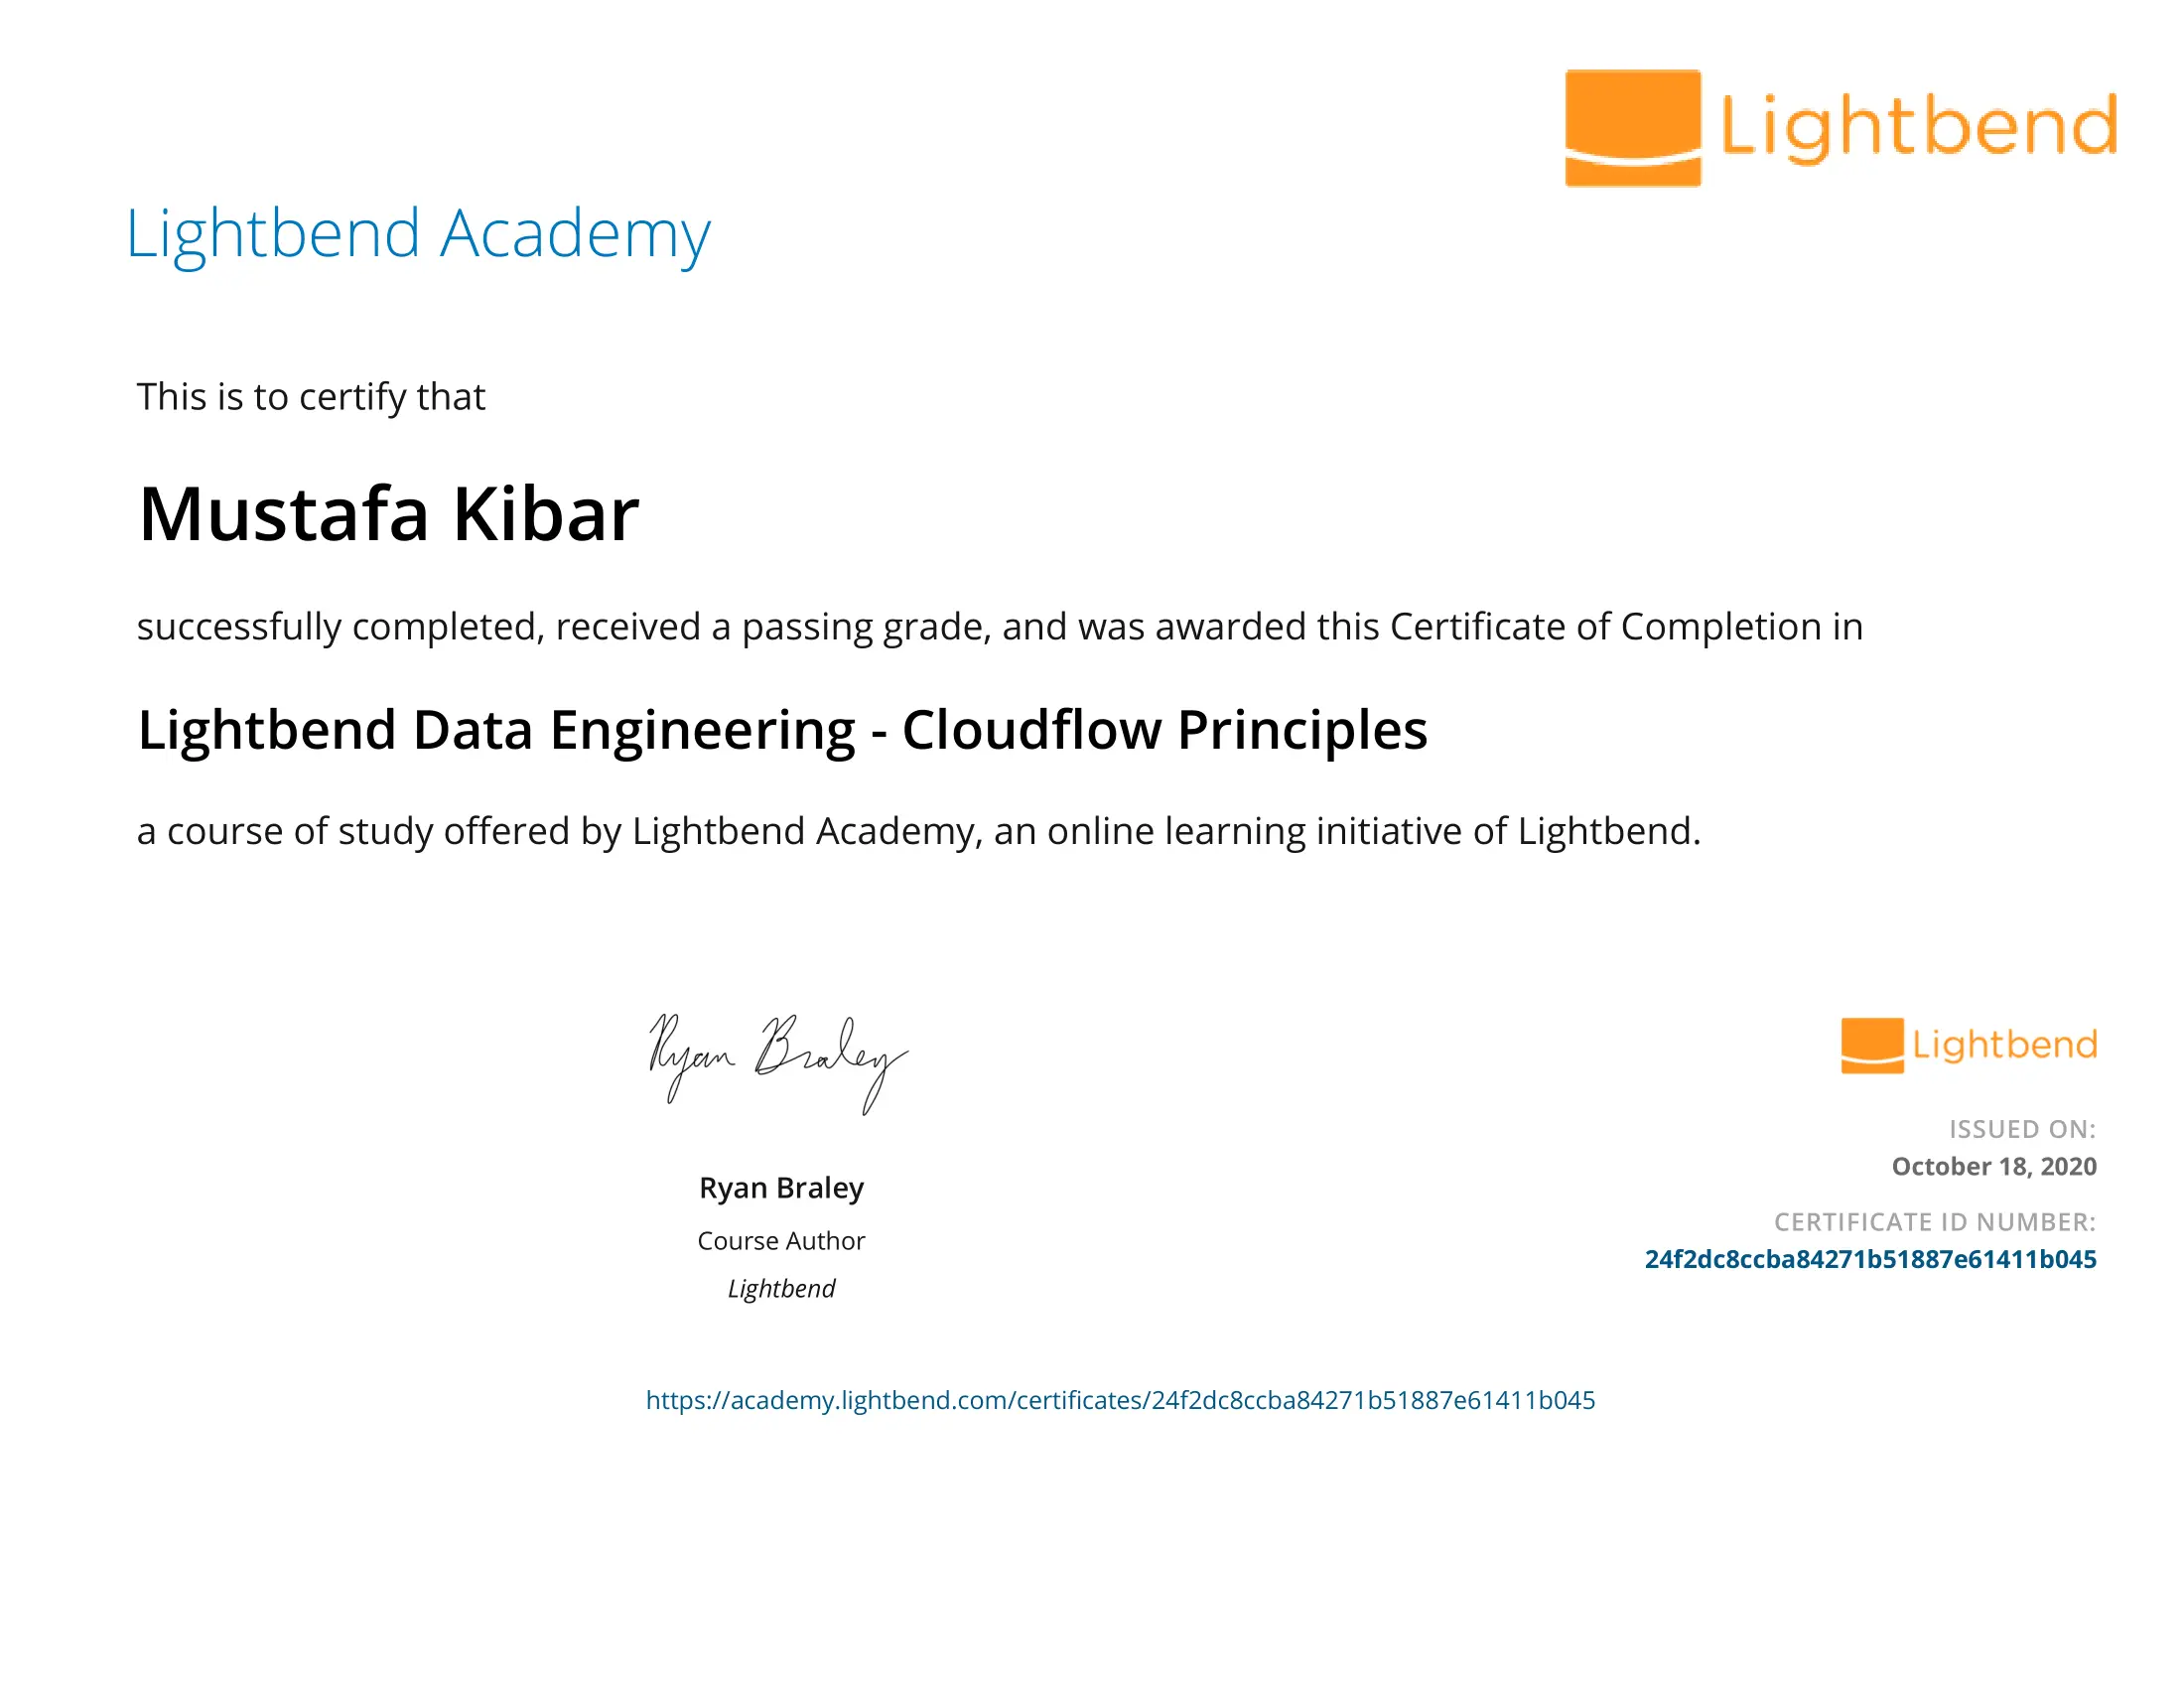 Lightbend
Lightbend Academy
This is to certify that
Mustafa Kibar
successfully completed, received a passing grade, and was awarded this Certificate of Completion in
Lightbend Data Engineering - Cloudflow Principles
a course of study offered by Lightbend Academy, an online learning initiative of Lightbend.
Ryan Braley
Ryan Braley
Course Author
Lightbend
Lightbend
ISSUED ON:
October 18, 2020
CERTIFICATE ID NUMBER:
24f2dc8ccba84271b51887e61411b045
https://academy.lightbend.com/certificates/24f2dc8ccba84271b51887e61411b045